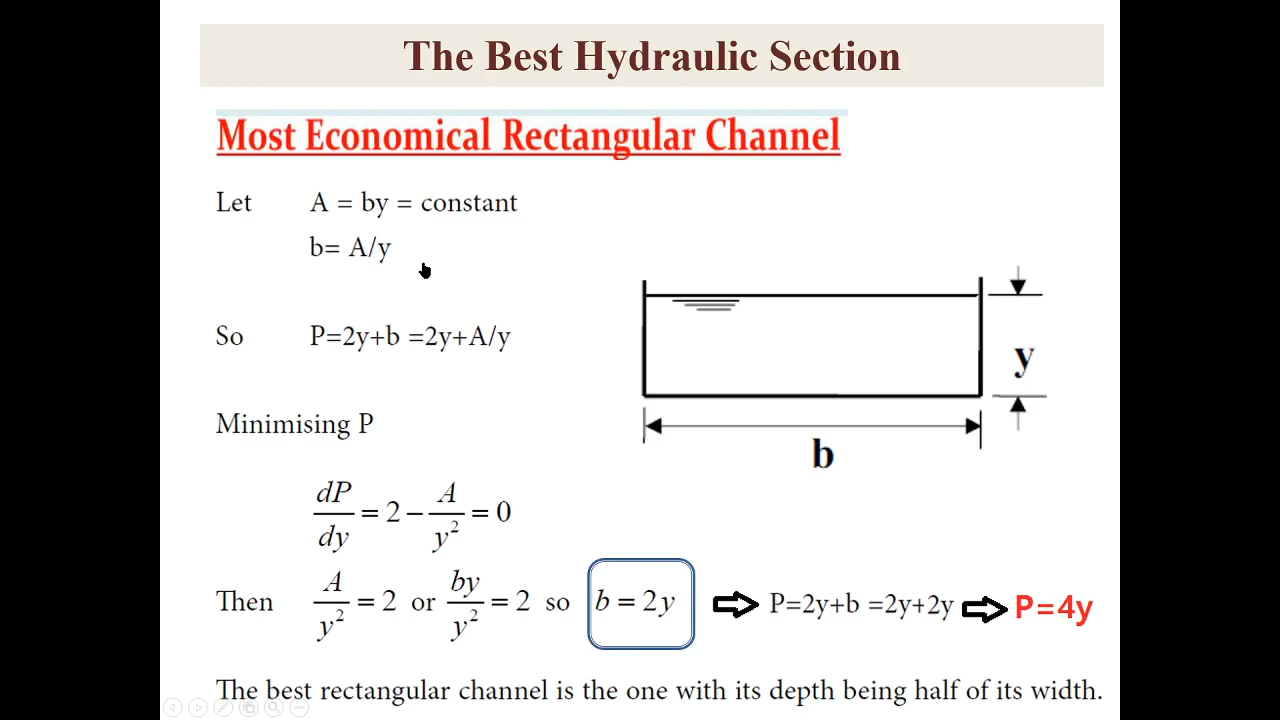 The Best Hydraulic Section
Most Economical Rectangular Channel
Let A = by = constant
b= A/y
So P=2y+b =2y+A/y
y
Minimising P
b
dP/dy = 2 − A/y² = 0
Then A/y² = 2 or by/y² = 2 so b = 2y ⇨ P=2y+b =2y+2y ⇨ P=4y
The best rectangular channel is the one with its depth being half of its width.